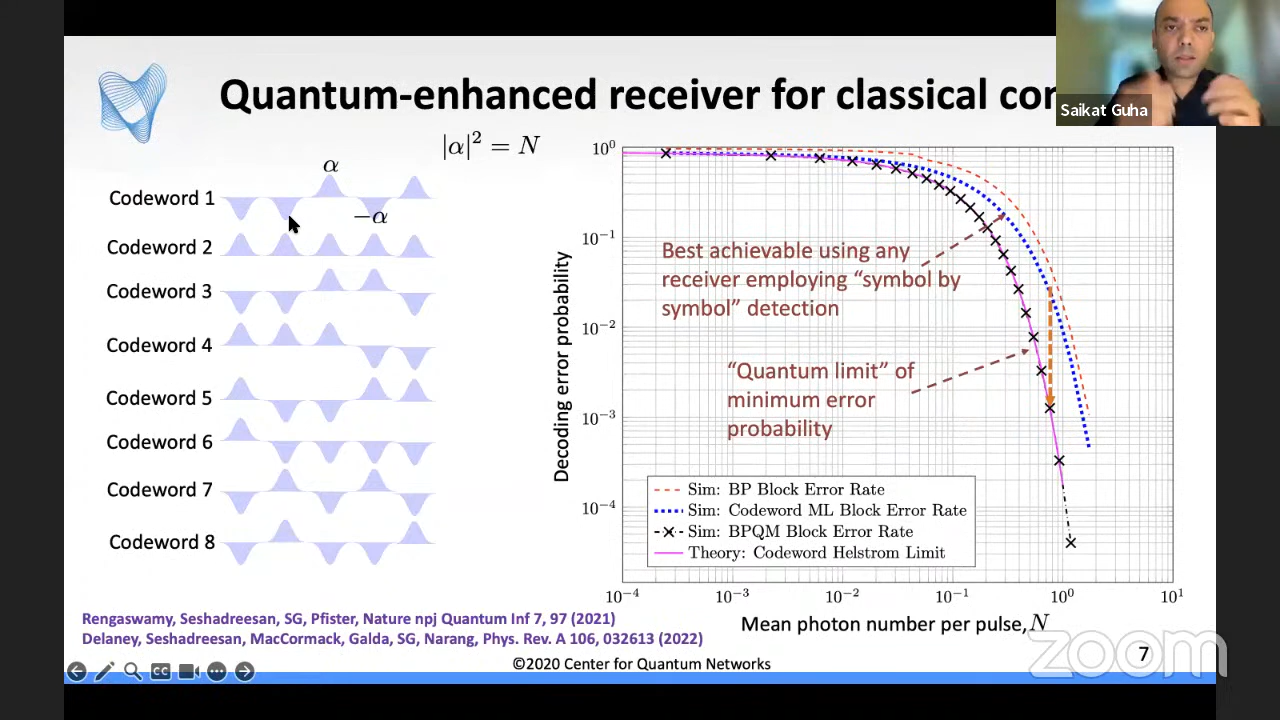 Quantum-enhanced receiver for classical
Saikat Guha
|α|² = N
α
Codeword 1
−α
Codeword 2
Codeword 3
Codeword 4
Codeword 5
Codeword 6
Codeword 7
Codeword 8
Decoding error probability
10⁰
10⁻¹
10⁻²
10⁻³
10⁻⁴
Best achievable using any
receiver employing “symbol by
symbol” detection
“Quantum limit” of
minimum error
probability
Sim: BP Block Error Rate
Sim: Codeword ML Block Error Rate
Sim: BPQM Block Error Rate
Theory: Codeword Helstrom Limit
10⁻⁴ 10⁻³ 10⁻² 10⁻¹ 10⁰ 10¹
Mean photon number per pulse, N
Rengaswamy, Seshadreesan, SG, Pfister, Nature npj Quantum Inf 7, 97 (2021)
Delaney, Seshadreesan, MacCormack, Galda, SG, Narang, Phys. Rev. A 106, 032613 (2022)
©2020 Center for Quantum Networks
7
CC
zoom